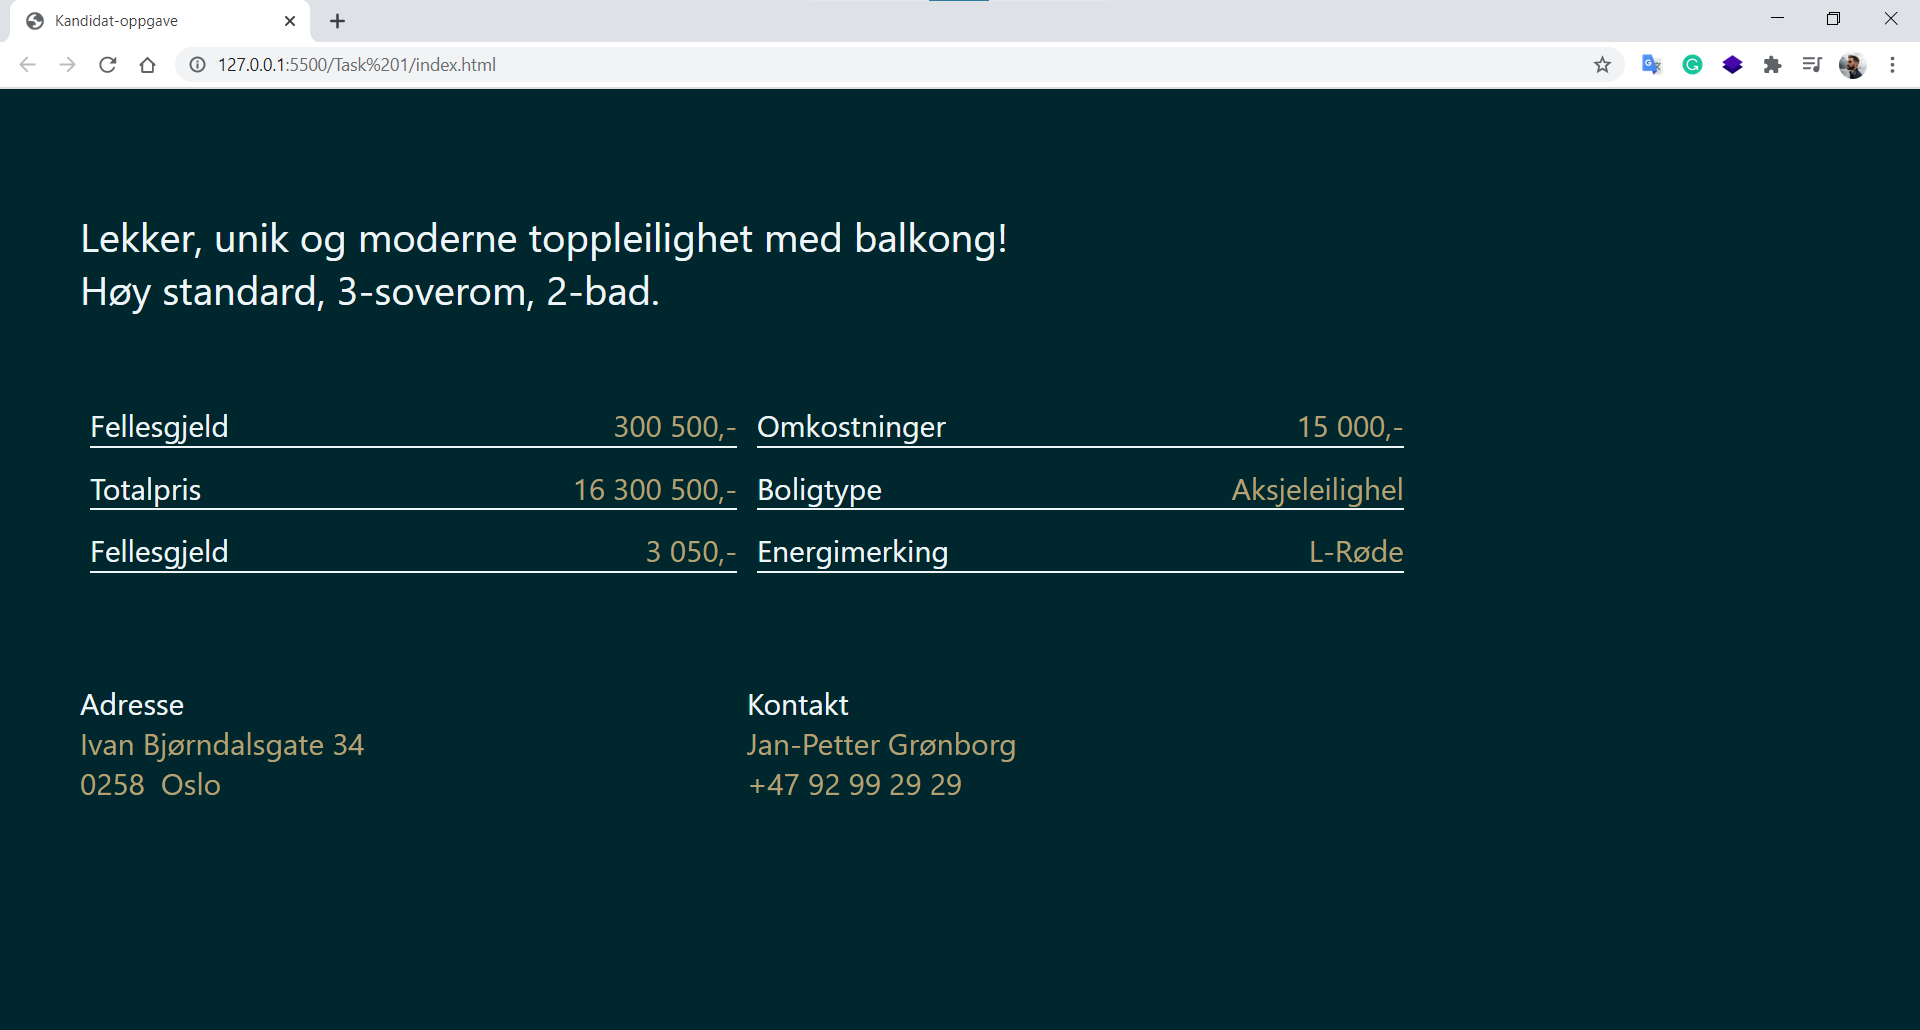 Kandidat-oppgave
127.0.0.1:5500/Task%201/index.html
Lekker, unik og moderne toppleilighet med balkong!
Høy standard, 3-soverom, 2-bad.
Fellesgjeld 300 500,- Omkostninger 15 000,-
Totalpris 16 300 500,- Boligtype Aksjeleilighel
Fellesgjeld 3 050,- Energimerking L-Røde
Adresse
Ivan Bjørndalsgate 34
0258 Oslo
Kontakt
Jan-Petter Grønborg
+47 92 99 29 29